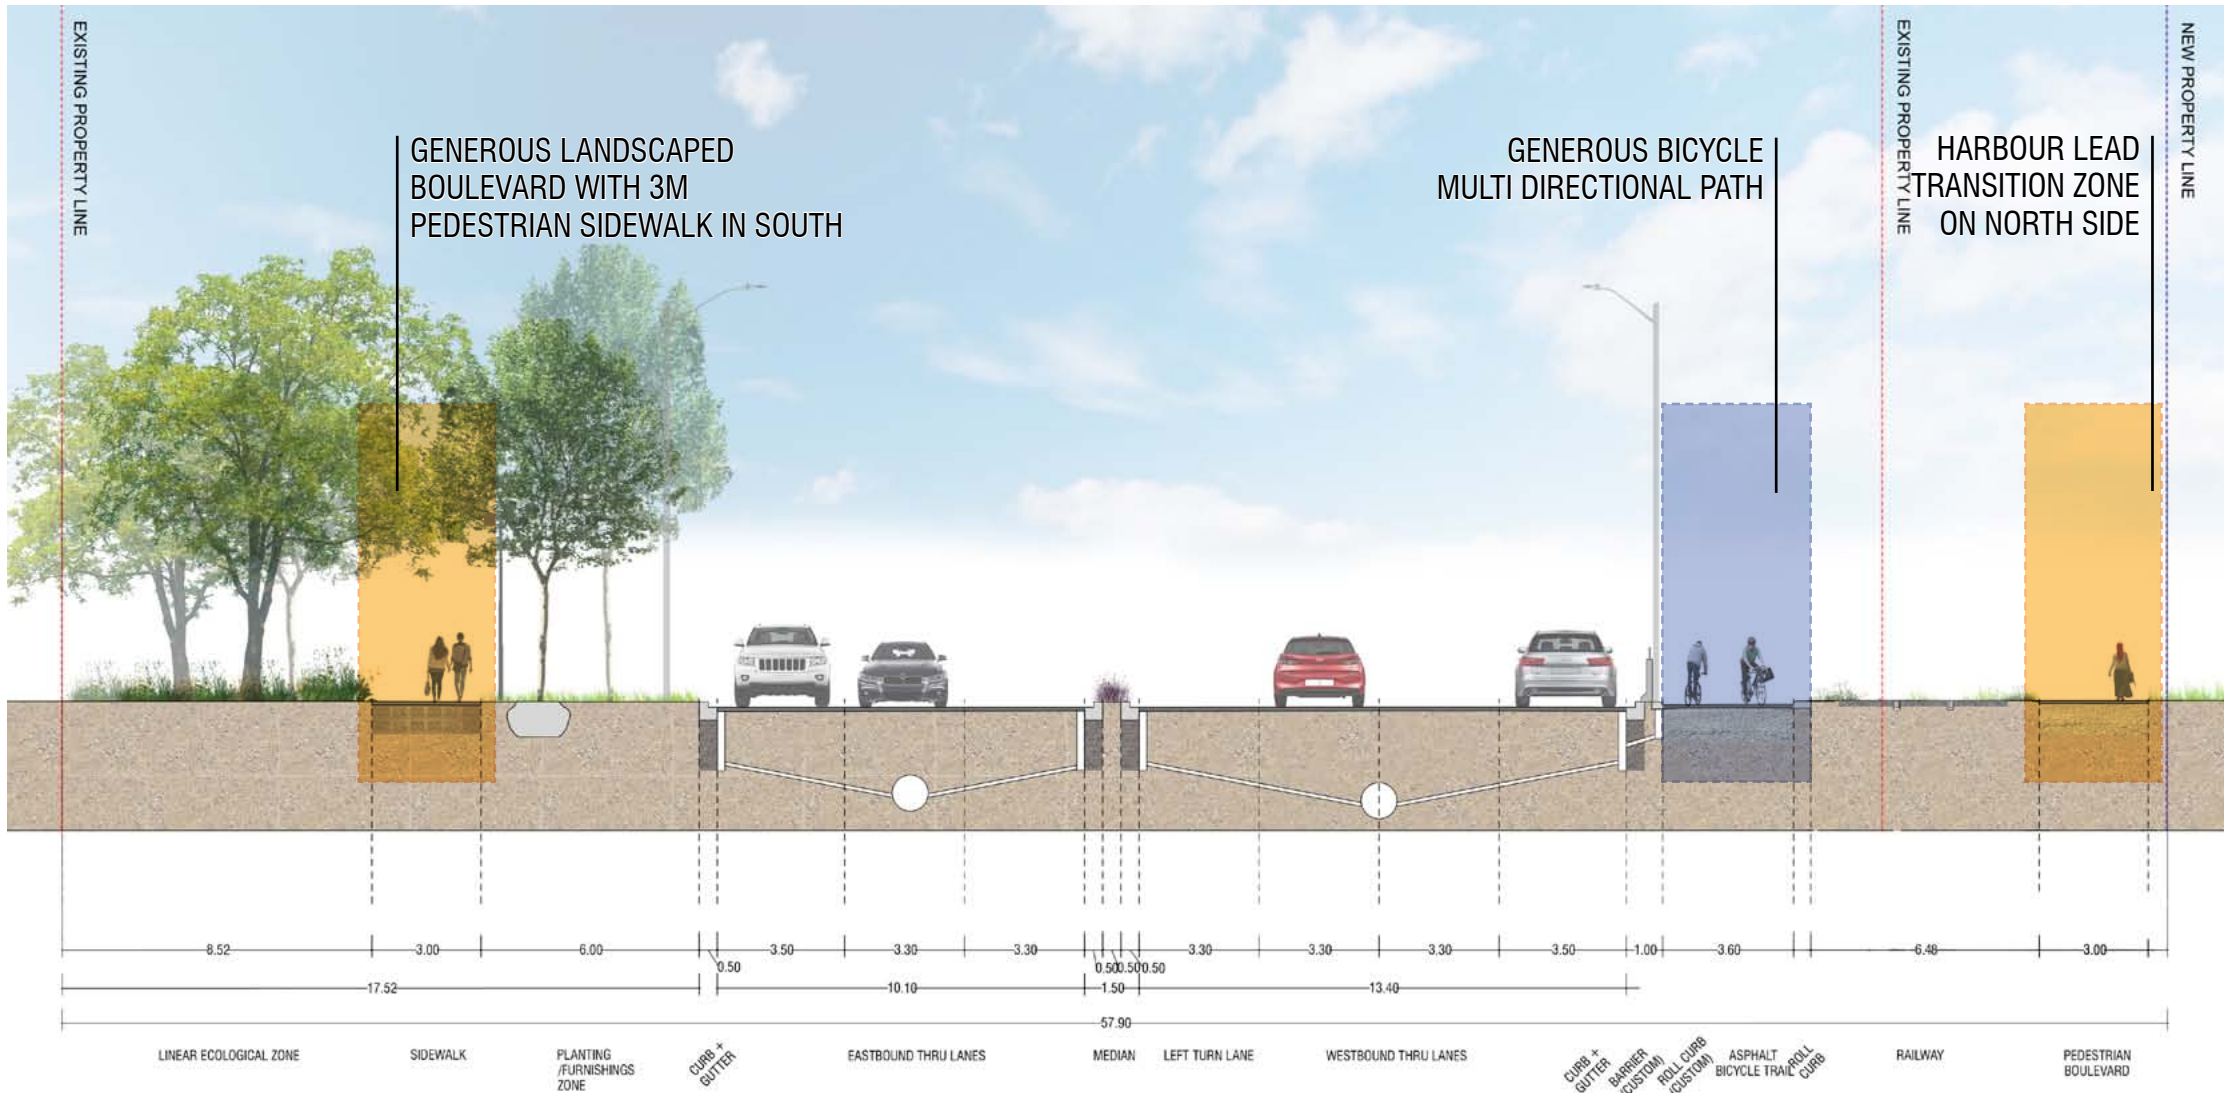 EXISTING PROPERTY LINE
GENEROUS LANDSCAPED
BOULEVARD WITH 3M
PEDESTRIAN SIDEWALK IN SOUTH
GENEROUS BICYCLE
MULTI DIRECTIONAL PATH
EXISTING PROPERTY LINE
HARBOUR LEAD
TRANSITION ZONE
ON NORTH SIDE
NEW PROPERTY LINE
8.52 3.00 6.00 3.50 3.30 3.30 3.30 3.30 3.30 3.50 1.00 3.60 6.48 3.00
0.50 0.50 0.50 0.50
17.52 10.10 1.50 13.40
57.90
LINEAR ECOLOGICAL ZONE
SIDEWALK
PLANTING
/FURNISHINGS
ZONE
CURB +
GUTTER
EASTBOUND THRU LANES
MEDIAN
LEFT TURN LANE
WESTBOUND THRU LANES
CURB +
GUTTER
BARRIER
(CUSTOM)
ROLL CURB
(CUSTOM)
ASPHALT
BICYCLE TRAIL
ROLL
CURB
RAILWAY
PEDESTRIAN
BOULEVARD